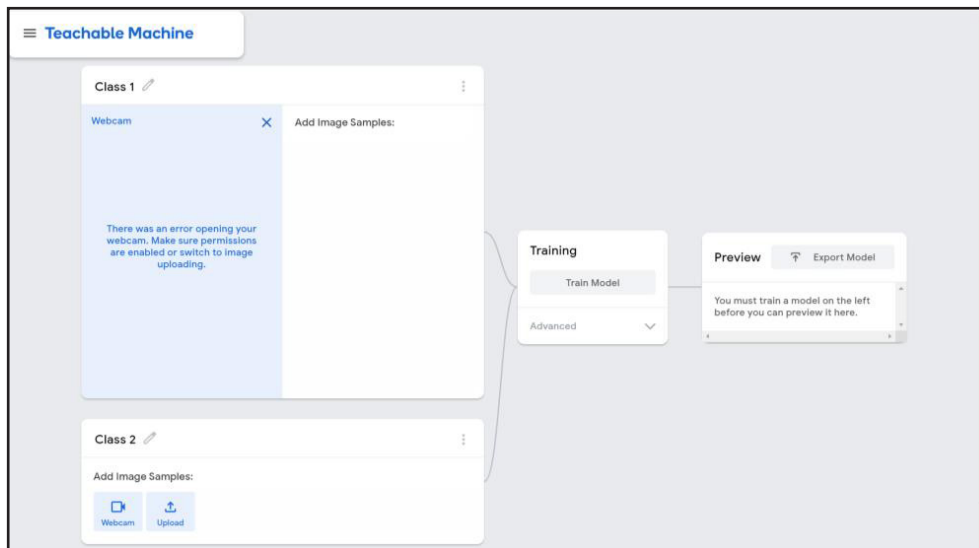 Teachable Machine
Class 1
Webcam
Add Image Samples:
There was an error opening your
webcam. Make sure permissions
are enabled or switch to image
uploading.
Training
Train Model
Advanced
Preview
Export Model
You must train a model on the left
before you can preview it here.
Class 2
Add Image Samples:
Webcam
Upload